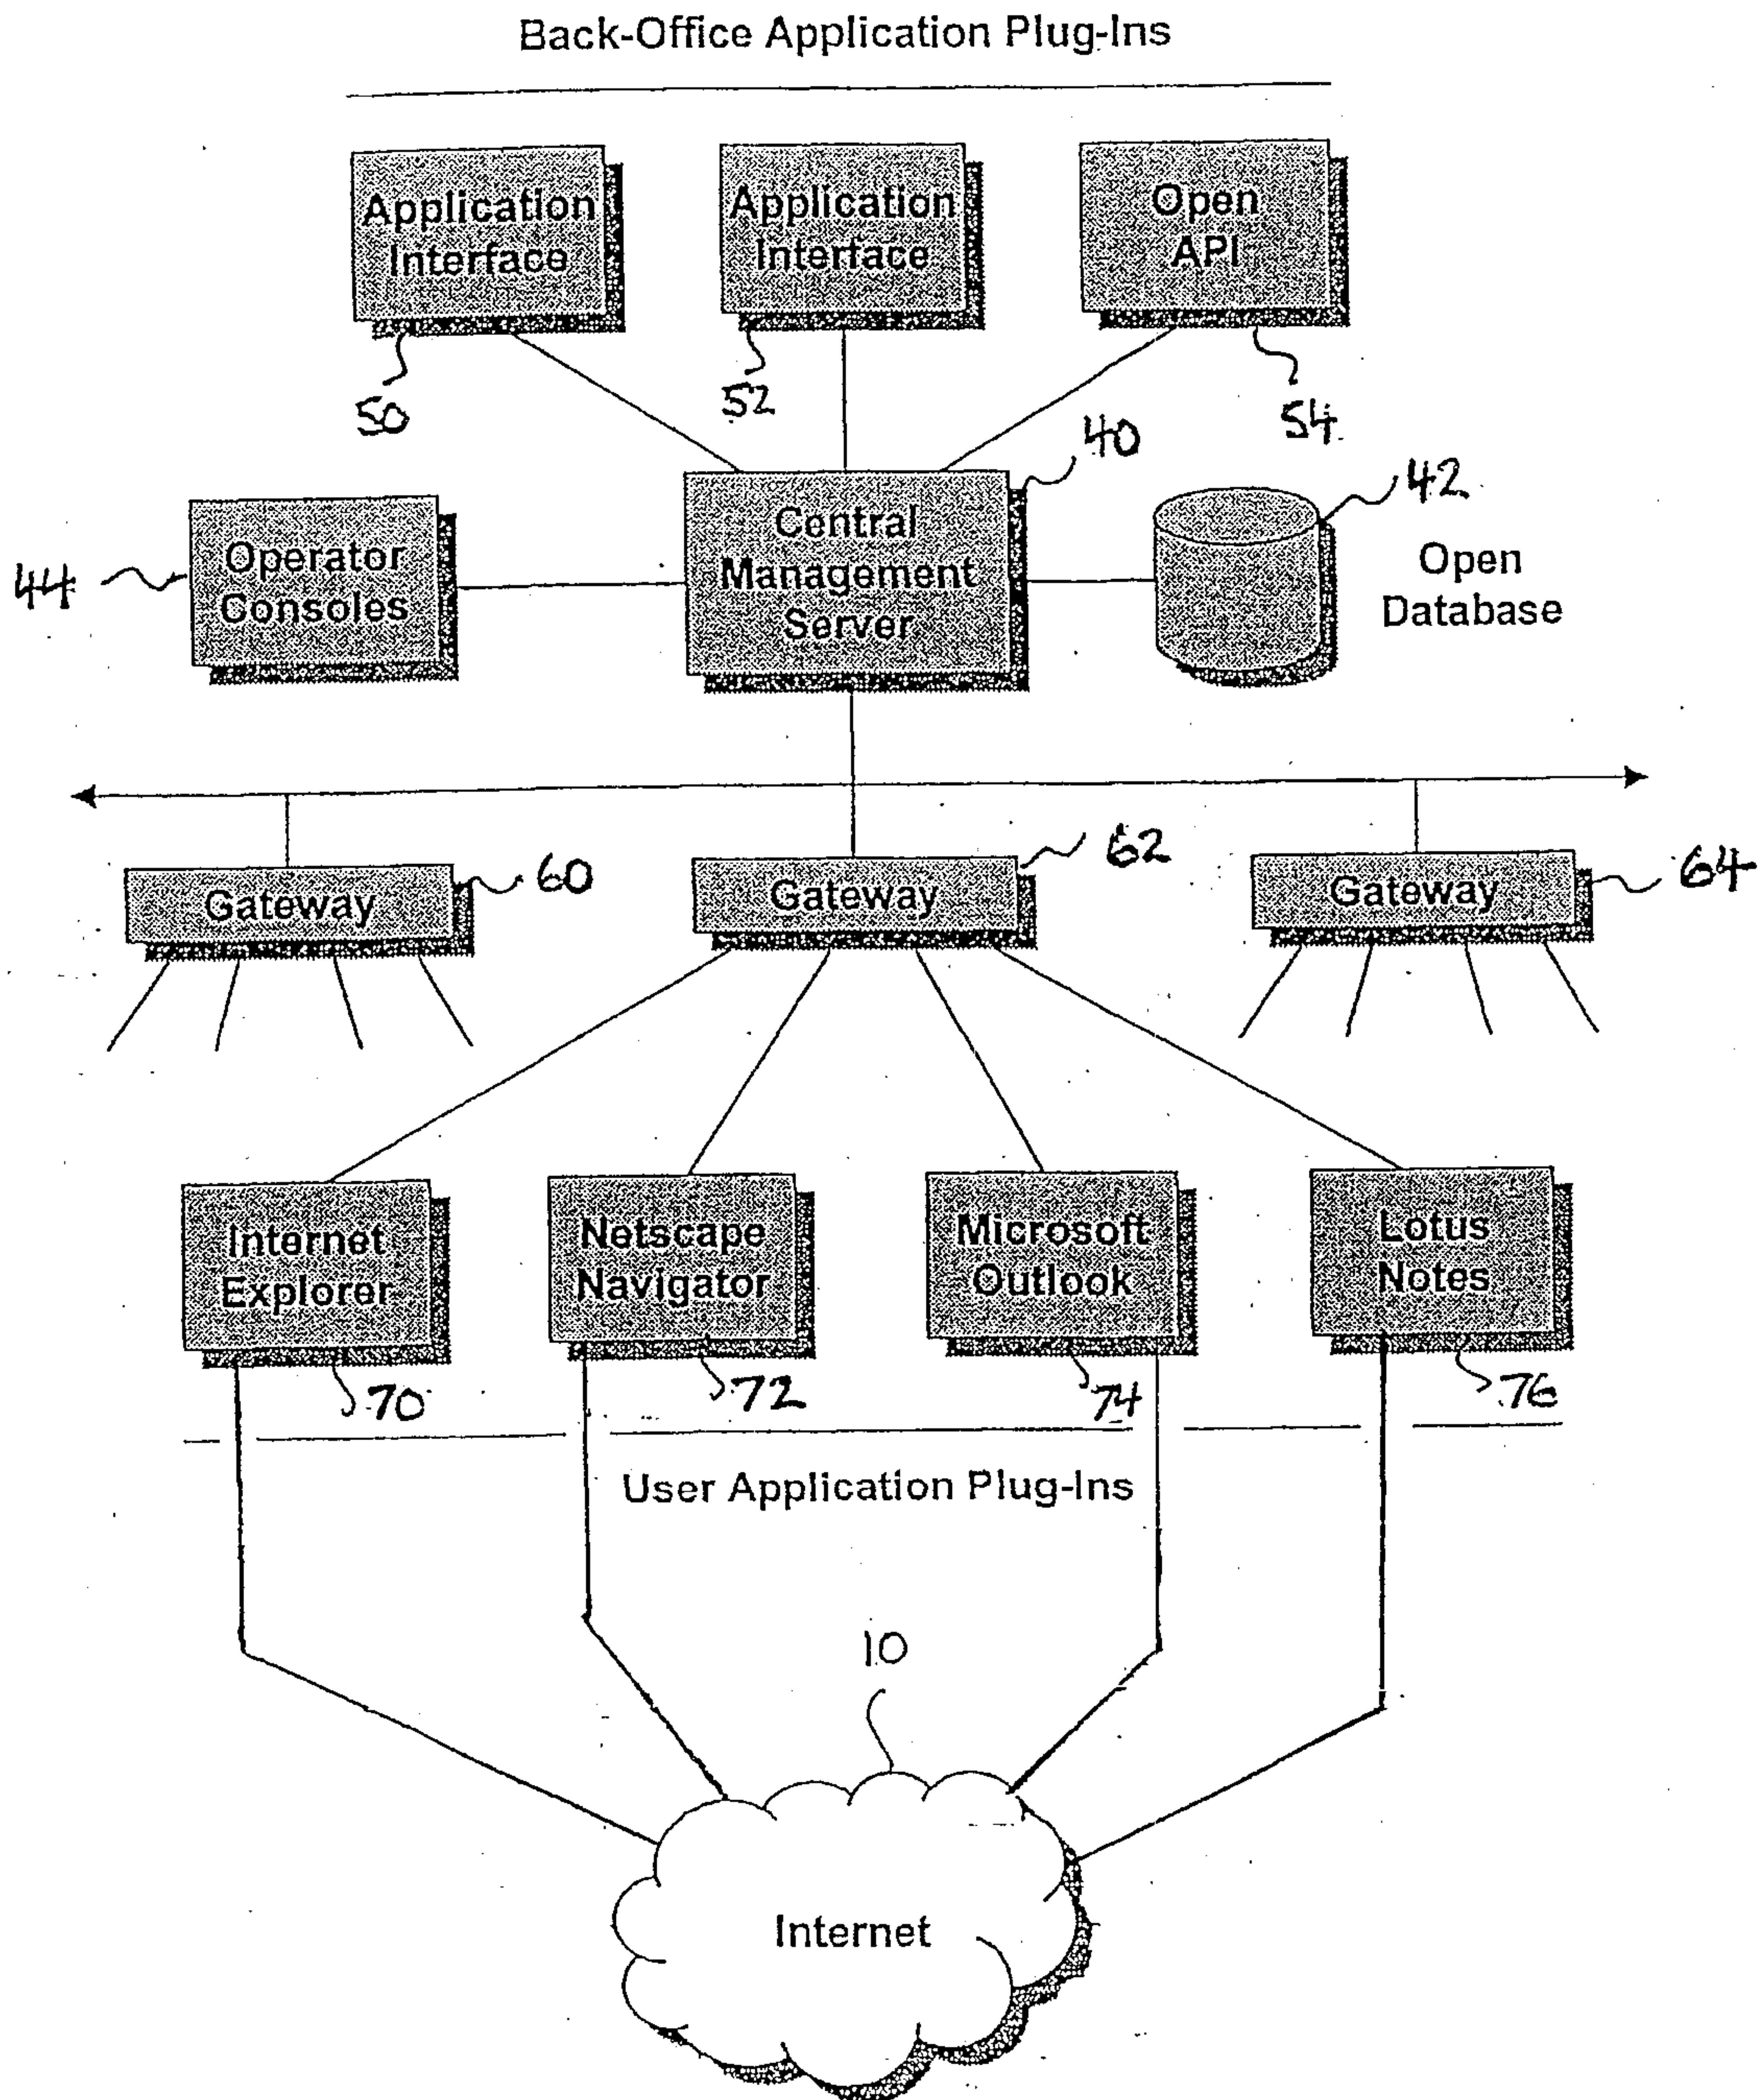 Back-Office Application Plug-Ins
Application
Interface
Application
Interface
Open
API
50
52
54
40
42
44
Operator
Consoles
Central
Management
Server
Open
Database
60
62
64
Gateway
Gateway
Gateway
Internet
Explorer
Netscape
Navigator
Microsoft
Outlook
Lotus
Notes
70
72
74
76
User Application Plug-Ins
10
Internet